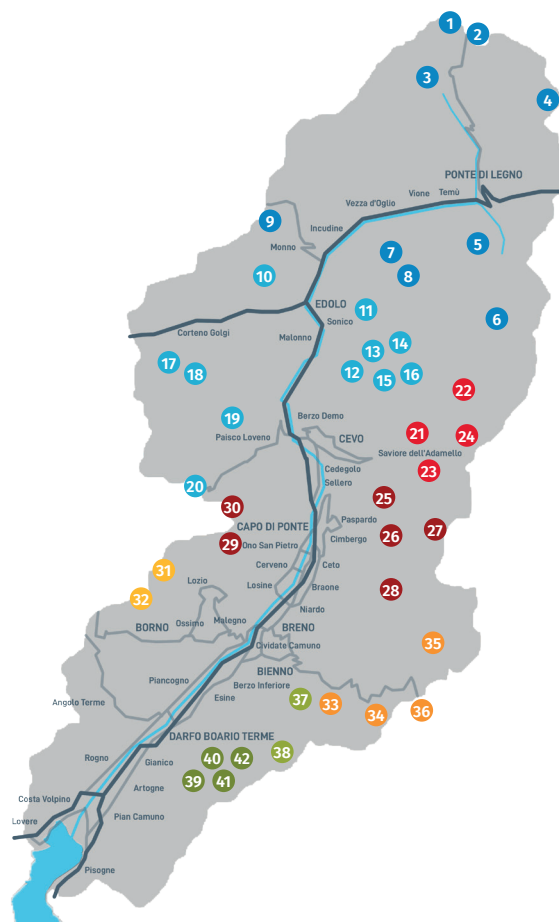 1
2
3
4
PONTE DI LEGNO
Temù
Vione
Vezza d'Oglio
9
Incudine
5
Monno
7
10
8
EDOLO
11
6
Sonico
Corteno Golgi
Malonno
14
13
17
18
12
15
16
22
19
Berzo Demo
Paisco Loveno
CEVO
21
24
Saviore dell'Adamello
Cedegolo
23
Sellero
20
25
30
Paspardo
CAPO DI PONTE
27
26
Cimbergo
29
Ono San Pietro
Cerveno
Ceto
31
Lozio
Losine
Braone
28
32
Niardo
Ossimo
Malegno
BORNO
BRENO
35
Cividate Camuno
BIENNO
Piancogno
Berzo Inferiore
Esine
37
33
Angolo Terme
34
36
DARFO BOARIO TERME
38
Rogno
Gianico
40
42
39
41
Artogne
Costa Volpino
Lovere
Pian Camuno
Pisogne